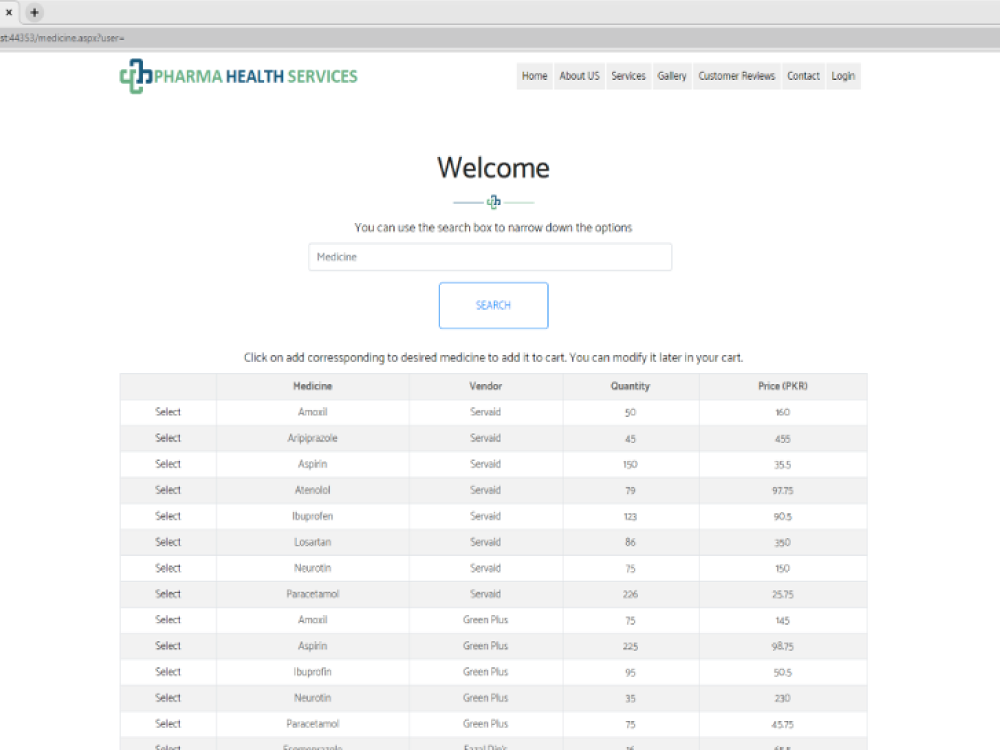 × +
st:44353/medicine.aspx?user=
PHARMA HEALTH SERVICES Home About US Services Gallery Customer Reviews Contact Login
Welcome
You can use the search box to narrow down the options
Medicine
SEARCH
Click on add corressponding to desired medicine to add it to cart. You can modify it later in your cart.
Medicine Vendor Quantity Price (PKR)
Select Amoxil Servaid 50 160
Select Aripiprazole Servaid 45 455
Select Aspirin Servaid 150 35.5
Select Atenolol Servaid 79 97.75
Select Ibuprofen Servaid 123 90.5
Select Losartan Servaid 86 350
Select Neurotin Servaid 75 150
Select Paracetamol Servaid 226 25.75
Select Amoxil Green Plus 75 145
Select Aspirin Green Plus 225 98.75
Select Ibuprofin Green Plus 95 50.5
Select Neurotin Green Plus 35 230
Select Paracetamol Green Plus 75 45.75
Select